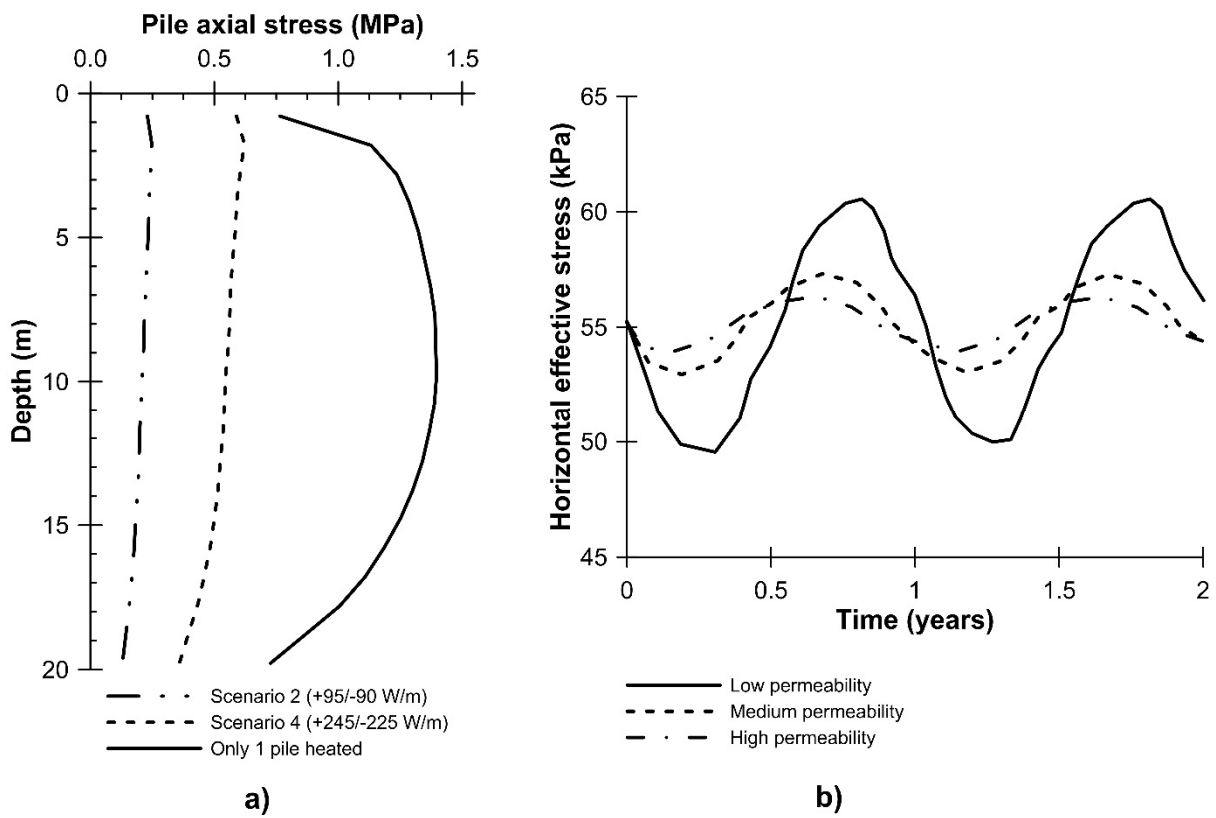 Pile axial stress (MPa)
0.0 0.5 1.0 1.5
0
5
10
15
20
Depth (m)
Scenario 2 (+95/-90 W/m)
Scenario 4 (+245/-225 W/m)
Only 1 pile heated
a)
Horizontal effective stress (kPa)
65
60
55
50
45
0 0.5 1 1.5 2
Time (years)
Low permeability
Medium permeability
High permeability
b)